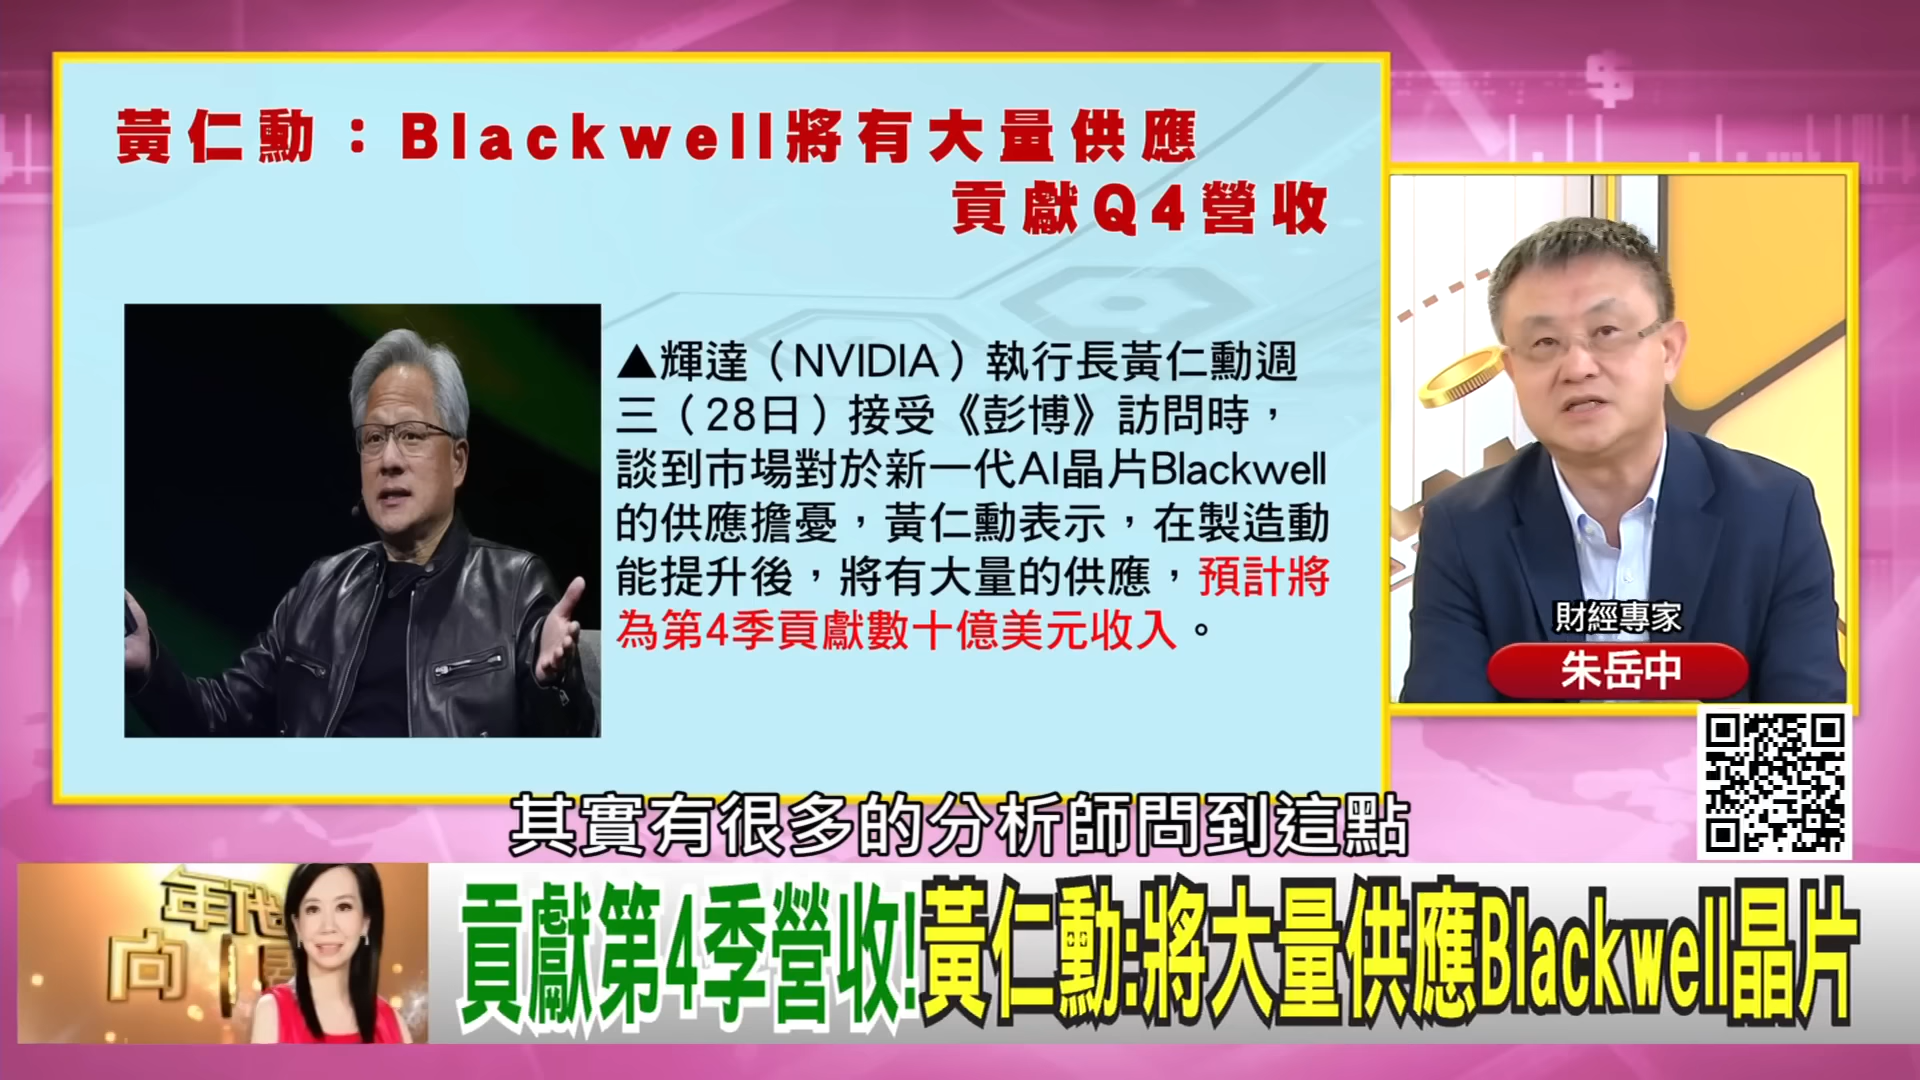 黃仁勳：Blackwell將有大量供應
貢獻Q4營收
▲輝達（NVIDIA）執行長黃仁勳週
三（28日）接受《彭博》訪問時，
談到市場對於新一代AI晶片Blackwell
的供應擔憂，黃仁勳表示，在製造動
能提升後，將有大量的供應，預計將
為第4季貢獻數十億美元收入。
財經專家
朱岳中
其實有很多的分析師問到這點
年代
向
貢獻第4季營收!黃仁勳:將大量供應Blackwell晶片